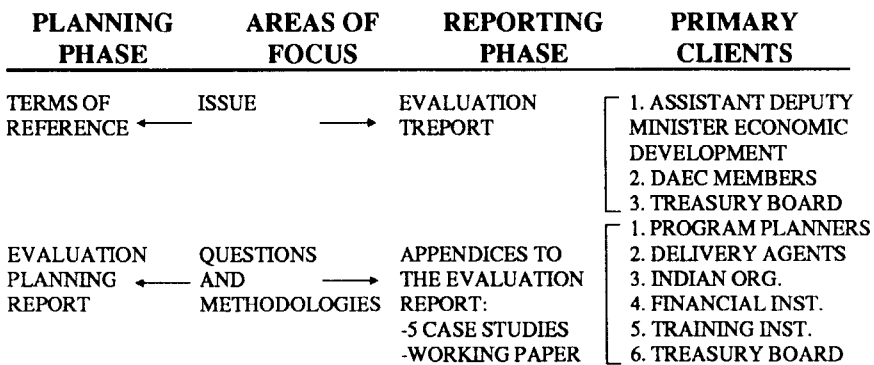 PLANNING PHASE
AREAS OF FOCUS
REPORTING PHASE
PRIMARY CLIENTS
TERMS OF
REFERENCE
ISSUE
EVALUATION
TREPORT
1. ASSISTANT DEPUTY
MINISTER ECONOMIC
DEVELOPMENT
2. DAEC MEMBERS
3. TREASURY BOARD
EVALUATION
PLANNING
REPORT
QUESTIONS
AND
METHODOLOGIES
APPENDICES TO
THE EVALUATION
REPORT:
-5 CASE STUDIES
-WORKING PAPER
1. PROGRAM PLANNERS
2. DELIVERY AGENTS
3. INDIAN ORG.
4. FINANCIAL INST.
5. TRAINING INST.
6. TREASURY BOARD